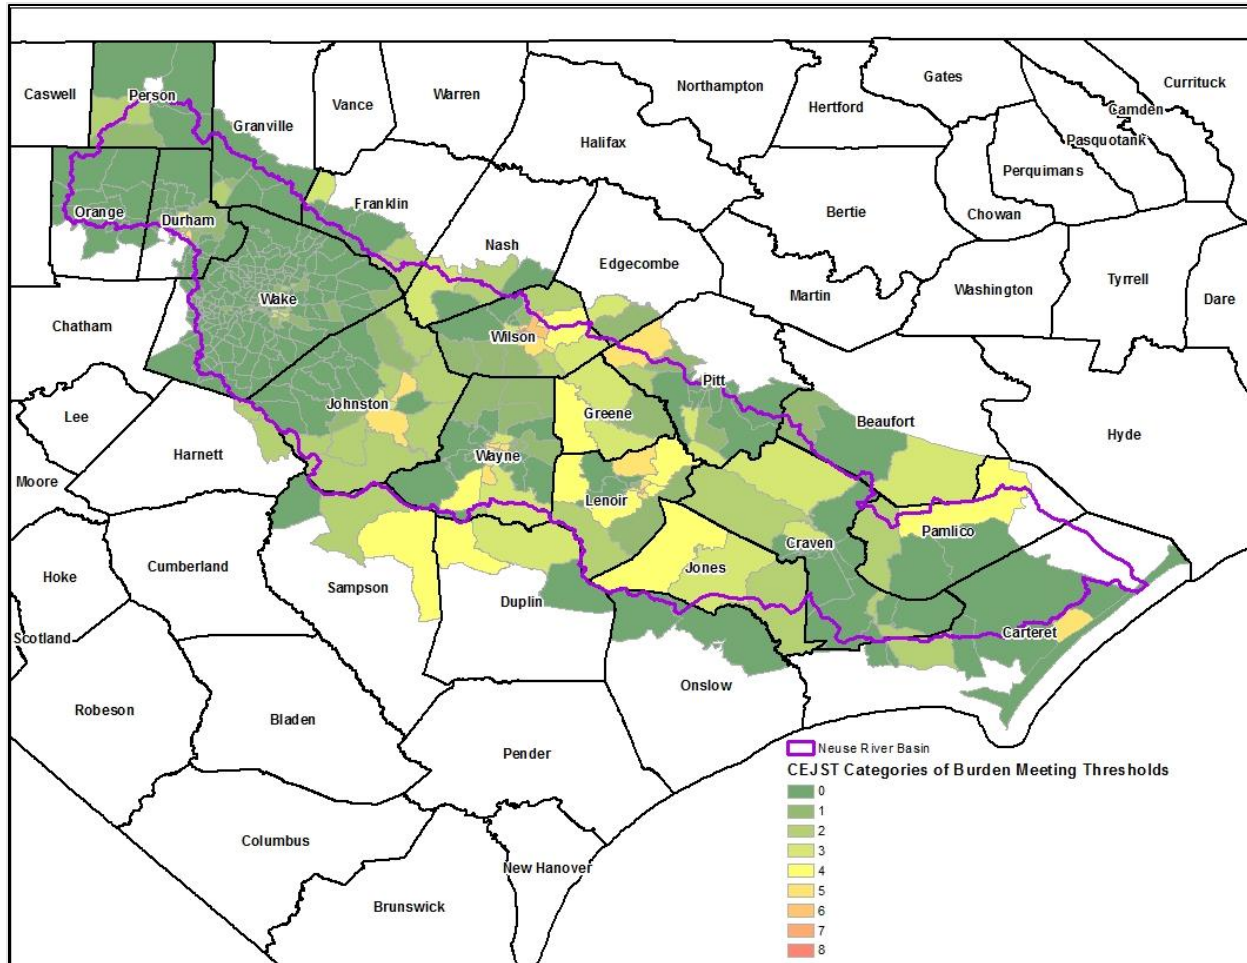 Gates
Currituck
Caswell
Person
Vance
Warren
Northampton
Hertford
Camden
Granville
Halifax
Pasquotank
Perquimans
Orange
Durham
Franklin
Bertie
Chowan
Nash
Edgecombe
Washington
Tyrrell
Dare
Wake
Martin
Chatham
Wilson
Pitt
Johnston
Greene
Beaufort
Lee
Hyde
Harnett
Wayne
Moore
Lenoir
Pamlico
Craven
Cumberland
Jones
Hoke
Sampson
Duplin
Scotland
Carteret
Onslow
Robeson
Bladen
Pender
Columbus
New Hanover
Brunswick
Neuse River Basin
CEJST Categories of Burden Meeting Thresholds
0
1
2
3
4
5
6
7
8